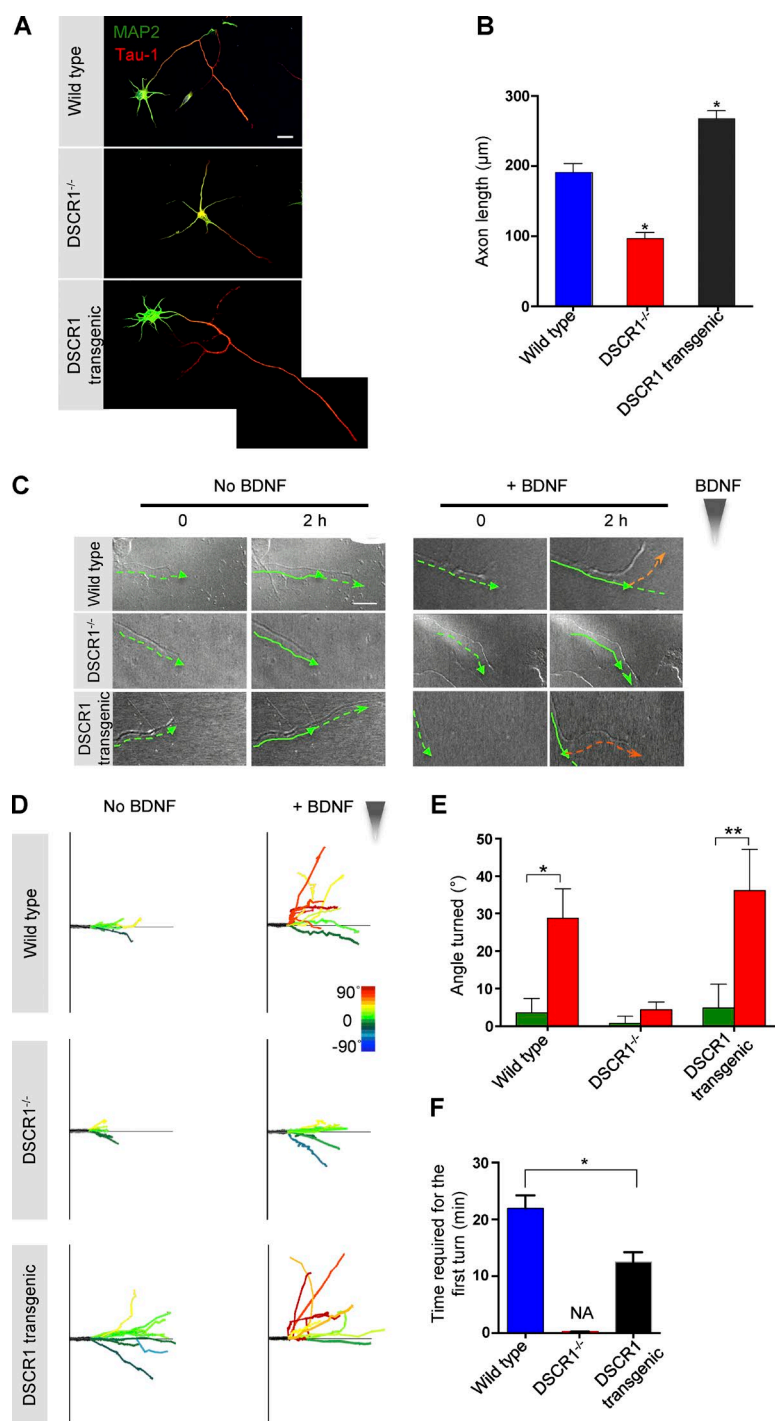 A
MAP2
Tau-1
Wild type
DSCR1-/-
DSCR1
transgenic
B
300
200
100
0
Axon length (µm)
*
*
Wild type
DSCR1-/-
DSCR1 transgenic
C
No BDNF
+ BDNF
BDNF
0
2 h
0
2 h
Wild type
DSCR1-/-
DSCR1
transgenic
D
No BDNF
+ BDNF
Wild type
90°
0
-90°
DSCR1-/-
DSCR1 transgenic
E
50
40
30
20
10
0
Angle turned (°)
*
**
Wild type
DSCR1-/-
DSCR1
transgenic
F
30
20
10
0
Time required for the
first turn (min)
*
NA
Wild type
DSCR1-/-
DSCR1
transgenic